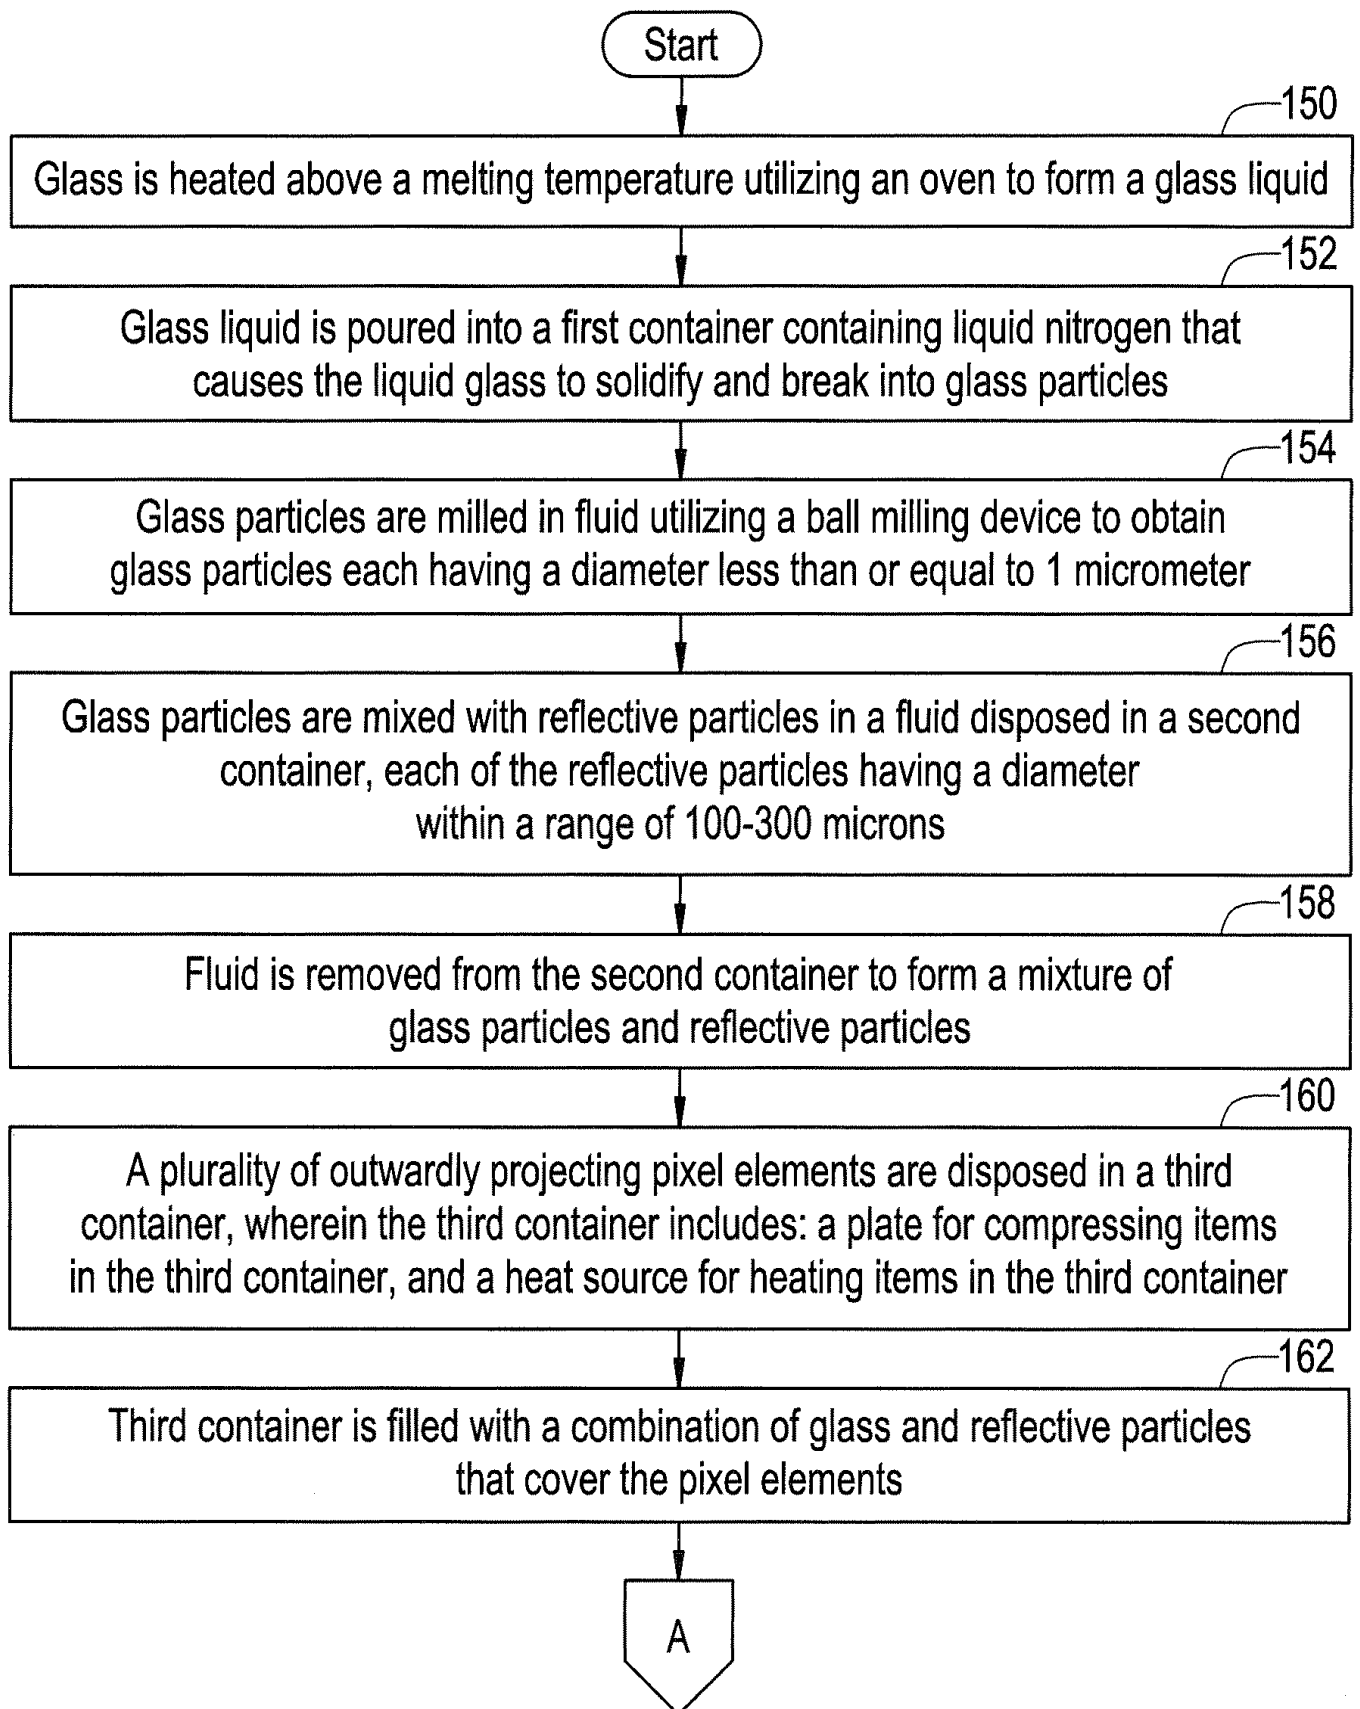 Start
150
Glass is heated above a melting temperature utilizing an oven to form a glass liquid
152
Glass liquid is poured into a first container containing liquid nitrogen that
causes the liquid glass to solidify and break into glass particles
154
Glass particles are milled in fluid utilizing a ball milling device to obtain
glass particles each having a diameter less than or equal to 1 micrometer
156
Glass particles are mixed with reflective particles in a fluid disposed in a second
container, each of the reflective particles having a diameter
within a range of 100-300 microns
158
Fluid is removed from the second container to form a mixture of
glass particles and reflective particles
160
A plurality of outwardly projecting pixel elements are disposed in a third
container, wherein the third container includes: a plate for compressing items
in the third container, and a heat source for heating items in the third container
162
Third container is filled with a combination of glass and reflective particles
that cover the pixel elements
A